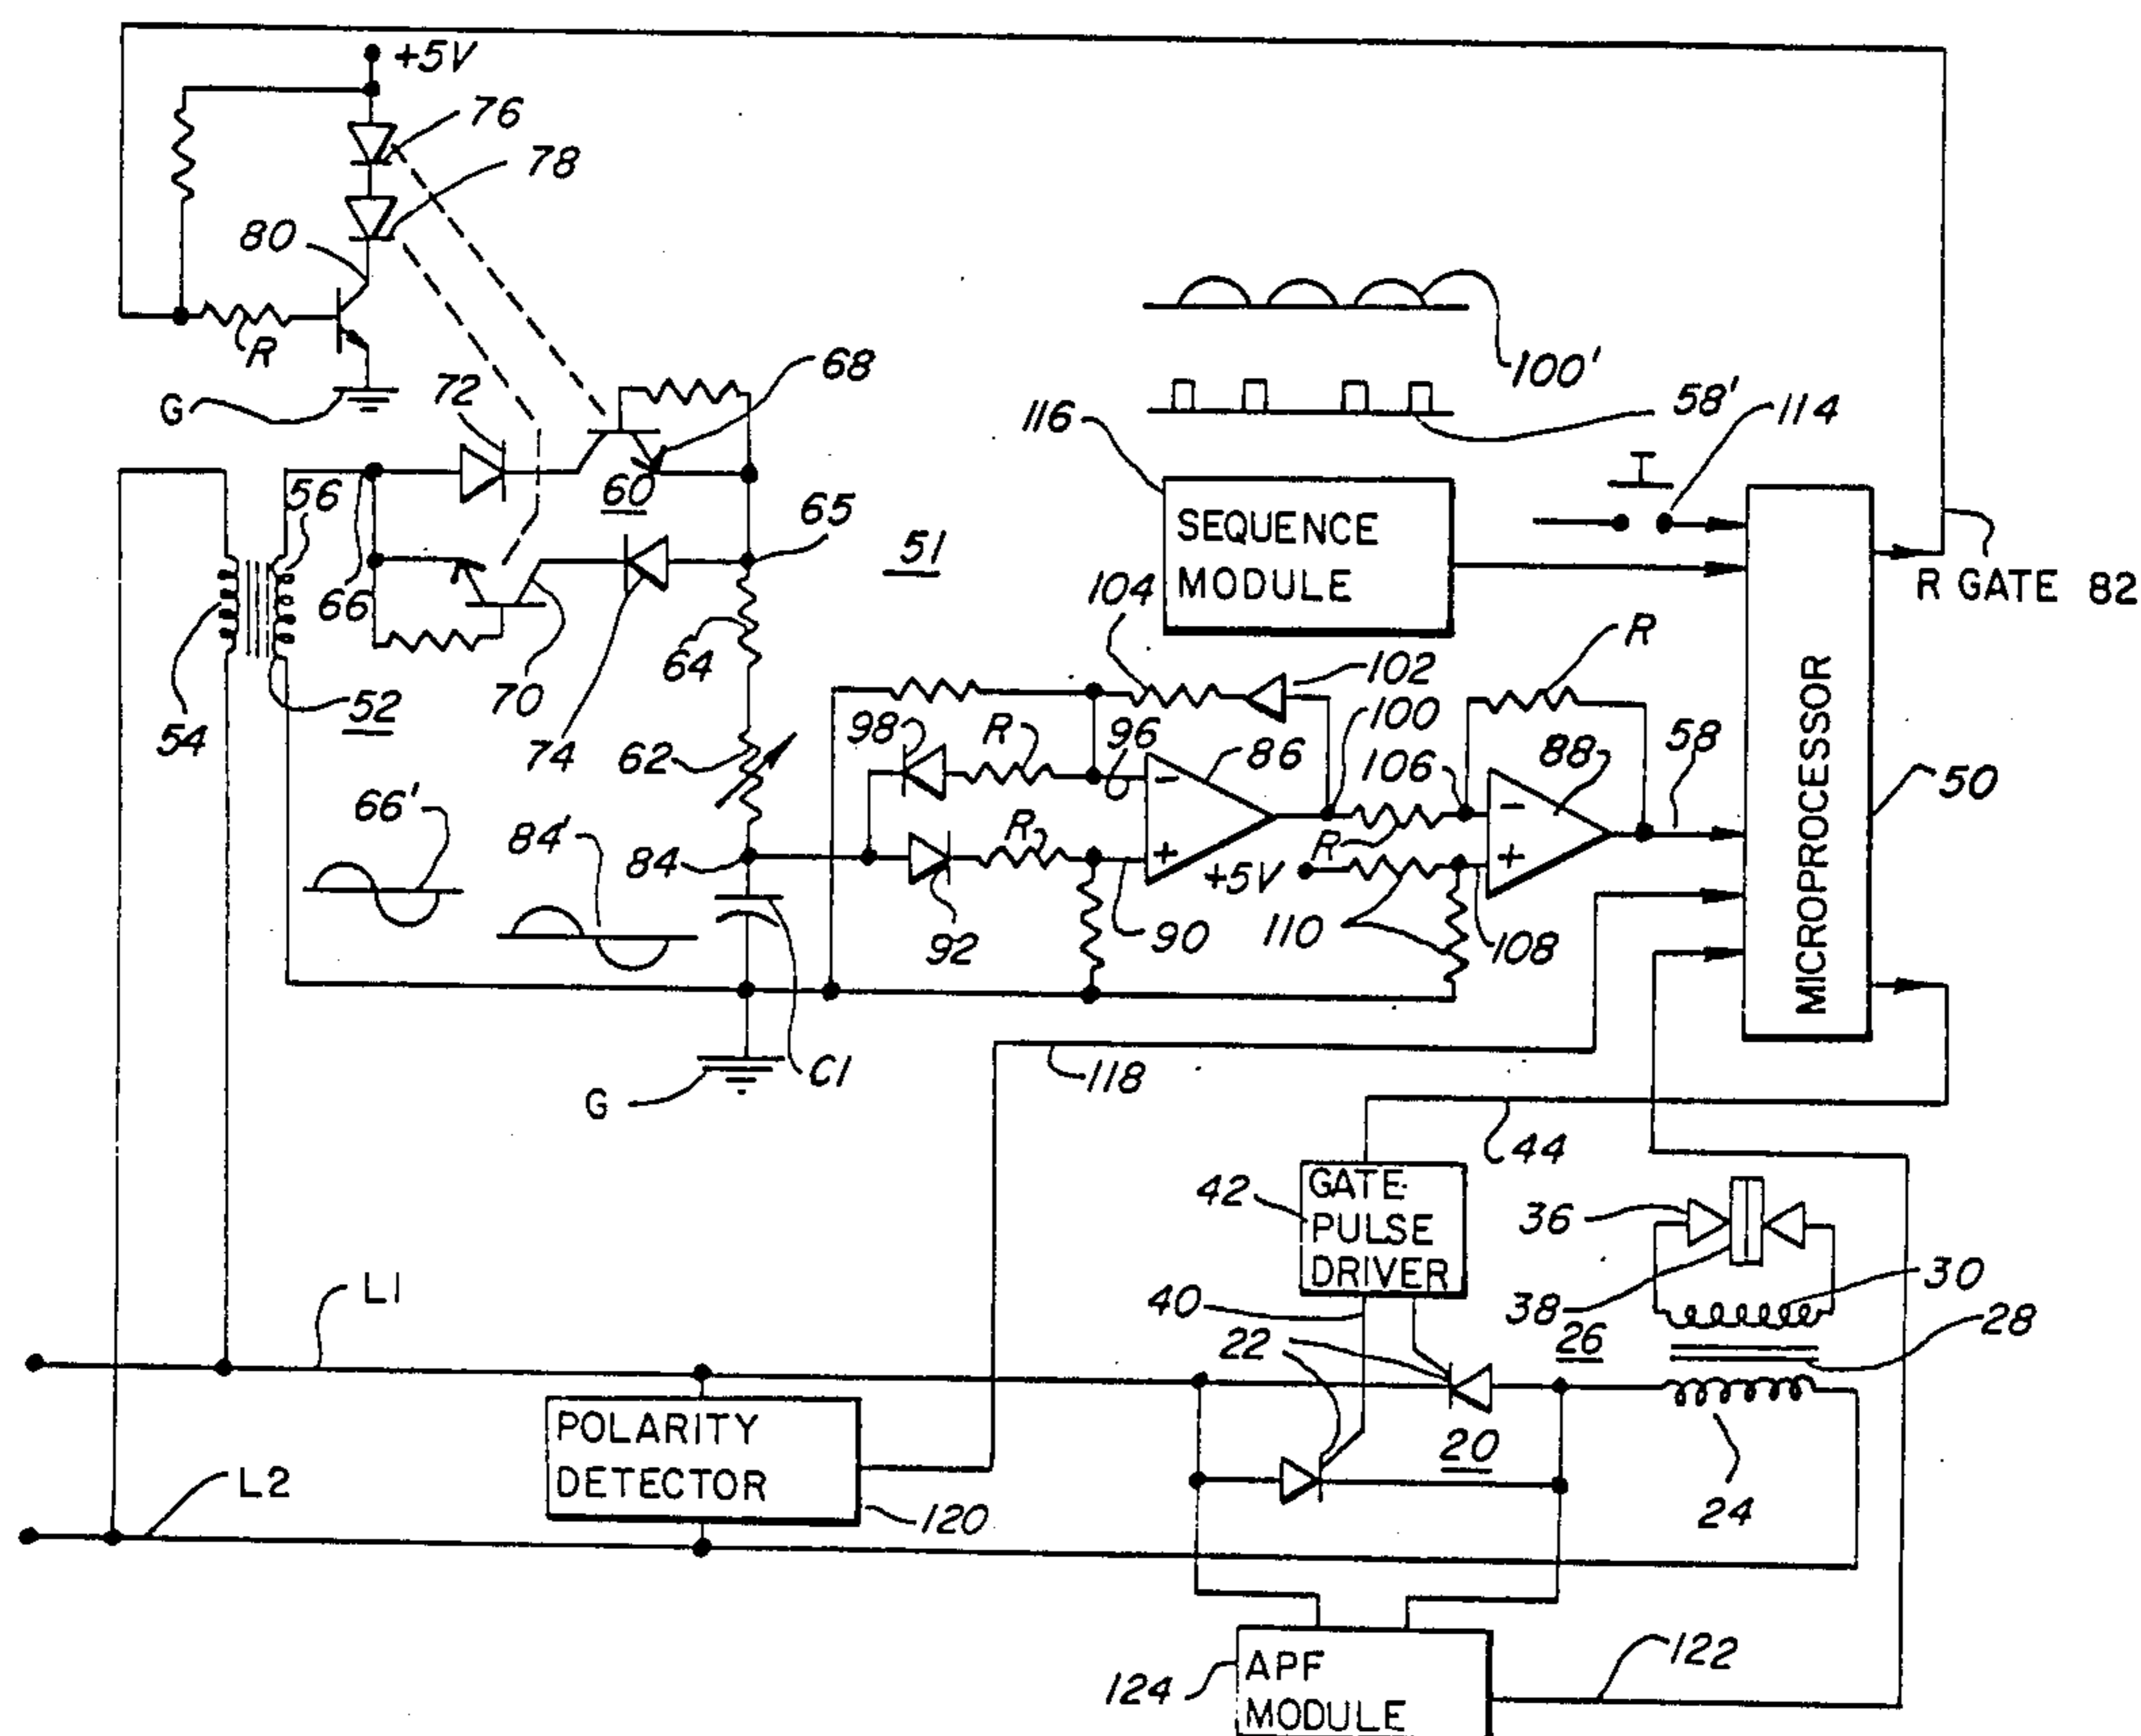 +5V
76
78
80
R
G
72
68
60
56
66
65
51
54
52
70
74
64
62
66'
84'
84
C1
G
100'
58'
114
116
SEQUENCE
MODULE
R GATE 82
104
102
R
98
R
96
86
100
106
88
58
50
MICROPROCESSOR
R
R
+5V
92
90
110
108
118
44
42
GATE
PULSE
DRIVER
36
38
30
28
40
22
26
20
24
L1
L2
POLARITY
DETECTOR
120
124
APF
MODULE
122